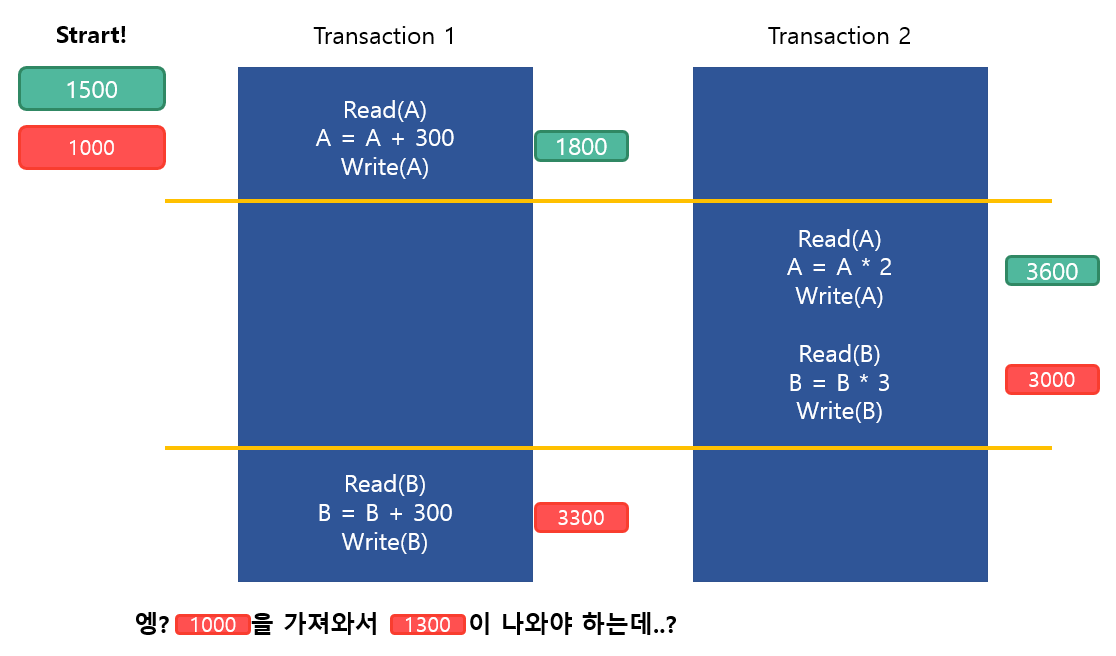 Strart!
Transaction 1
Transaction 2
1500
1000
Read(A)
A = A + 300
Write(A)
1800
Read(A)
A = A * 2
Write(A)
3600
Read(B)
B = B * 3
Write(B)
3000
Read(B)
B = B + 300
Write(B)
3300
엥? 1000을 가져와서 1300이 나와야 하는데..?